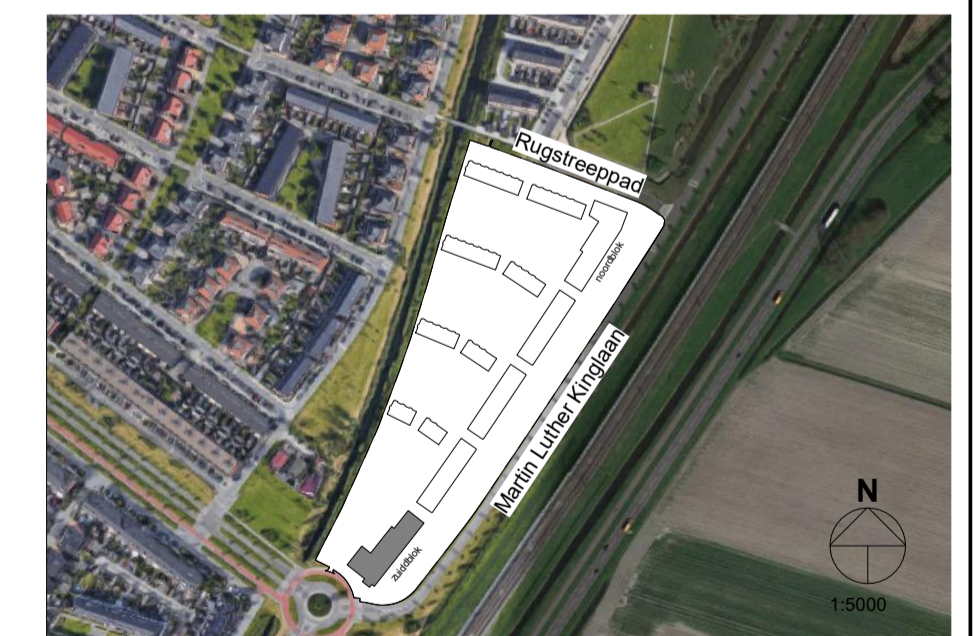 Rugstreeppad
noordblok
Martin Luther Kinglaan
zuidblok
N
1:5000